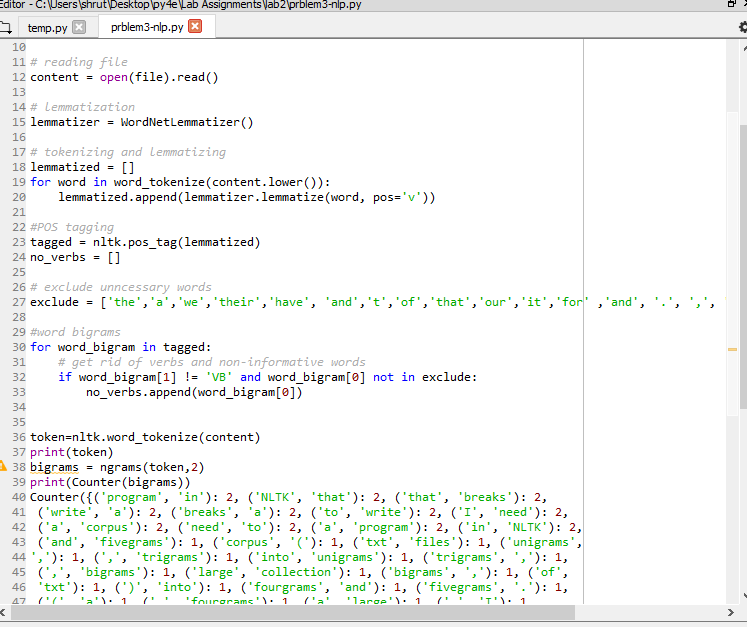 Editor - C:\Users\shrut\Desktop\py4e\Lab Assignments\lab2\prblem3-nlp.py
temp.py prblem3-nlp.py
10
11 # reading file
12 content = open(file).read()
13
14 # lemmatization
15 lemmatizer = WordNetLemmatizer()
16
17 # tokenizing and lemmatizing
18 lemmatized = []
19 for word in word_tokenize(content.lower()):
20     lemmatized.append(lemmatizer.lemmatize(word, pos='v'))
21
22 #POS tagging
23 tagged = nltk.pos_tag(lemmatized)
24 no_verbs = []
25
26 # exclude unncessary words
27 exclude = ['the','a','we','their','have', 'and','t','of','that','our','it','for' ,'and', '.', ',',
28
29 #word bigrams
30 for word_bigram in tagged:
31     # get rid of verbs and non-informative words
32     if word_bigram[1] != 'VB' and word_bigram[0] not in exclude:
33         no_verbs.append(word_bigram[0])
34
35
36 token=nltk.word_tokenize(content)
37 print(token)
38 bigrams = ngrams(token,2)
39 print(Counter(bigrams))
40 Counter({('program', 'in'): 2, ('NLTK', 'that'): 2, ('that', 'breaks'): 2,
41  ('write', 'a'): 2, ('breaks', 'a'): 2, ('to', 'write'): 2, ('I', 'need'): 2,
42  ('a', 'corpus'): 2, ('need', 'to'): 2, ('a', 'program'): 2, ('in', 'NLTK'): 2,
43  ('and', 'fivegrams'): 1, ('corpus', '('): 1, ('txt', 'files'): 1, ('unigrams',
44 ','): 1, (',', 'trigrams'): 1, ('into', 'unigrams'): 1, ('trigrams', ','): 1,
45  (',', 'bigrams'): 1, ('large', 'collection'): 1, ('bigrams', ','): 1, ('of',
46  'txt'): 1, (')', 'into'): 1, ('fourgrams', 'and'): 1, ('fivegrams', '.'): 1,
47  ('(', 'a'): 1, (',', 'fourgrams'): 1, ('a', 'large'): 1, ('.', 'I'): 1,